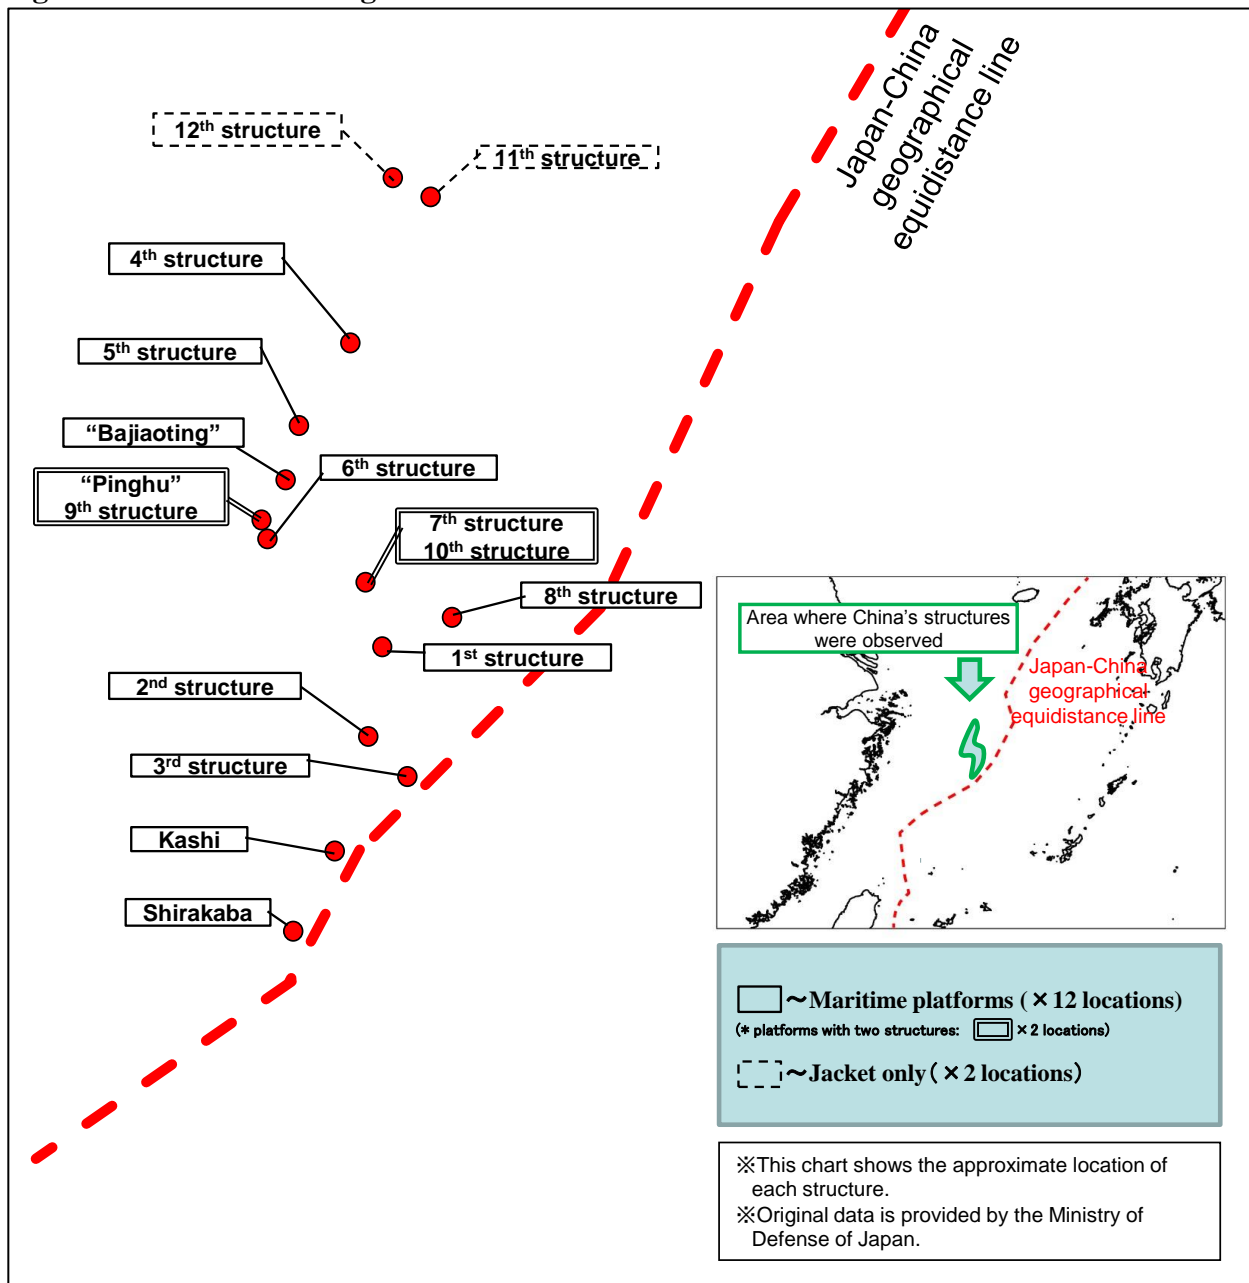 Japan-China
geographical
equidistance line
12th structure
11th structure
4th structure
5th structure
“Bajiaoting”
6th structure
“Pinghu”
9th structure
7th structure
10th structure
8th structure
1st structure
2nd structure
3rd structure
Kashi
Shirakaba
Area where China’s structures
were observed
Japan-China
geographical
equidistance line
～Maritime platforms (×12 locations)
(* platforms with two structures: ×2 locations)
～Jacket only (×2 locations)
※This chart shows the approximate location of
each structure.
※Original data is provided by the Ministry of
Defense of Japan.